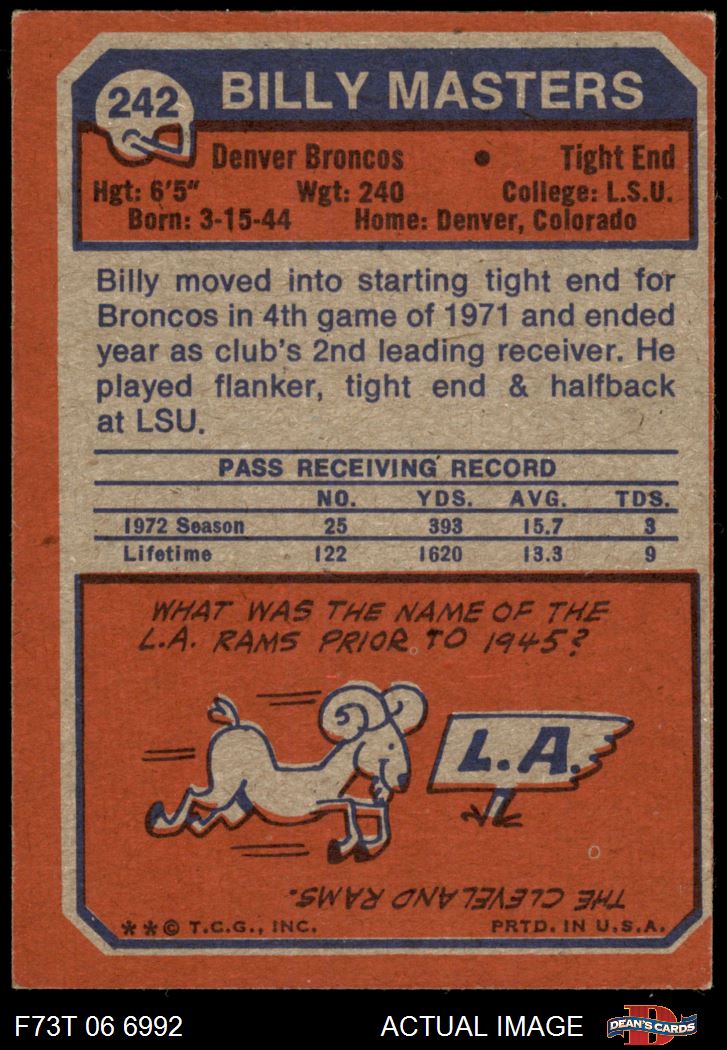 242
BILLY MASTERS
Denver Broncos • Tight End
Hgt: 6'5" Wgt: 240 College: L.S.U.
Born: 3-15-44 Home: Denver, Colorado
Billy moved into starting tight end for
Broncos in 4th game of 1971 and ended
year as club's 2nd leading receiver. He
played flanker, tight end & halfback
at LSU.
PASS RECEIVING RECORD
NO. YDS. AVG. TDS.
1972 Season 25 393 15.7 3
Lifetime 122 1620 13.3 9
WHAT WAS THE NAME OF THE
L.A. RAMS PRIOR TO 1945?
L.A.
THE CLEVELAND RAMS.
**© T.C.G., INC. PRTD. IN U.S.A.
F73T 06 6992 ACTUAL IMAGE D DEAN'S CARDS